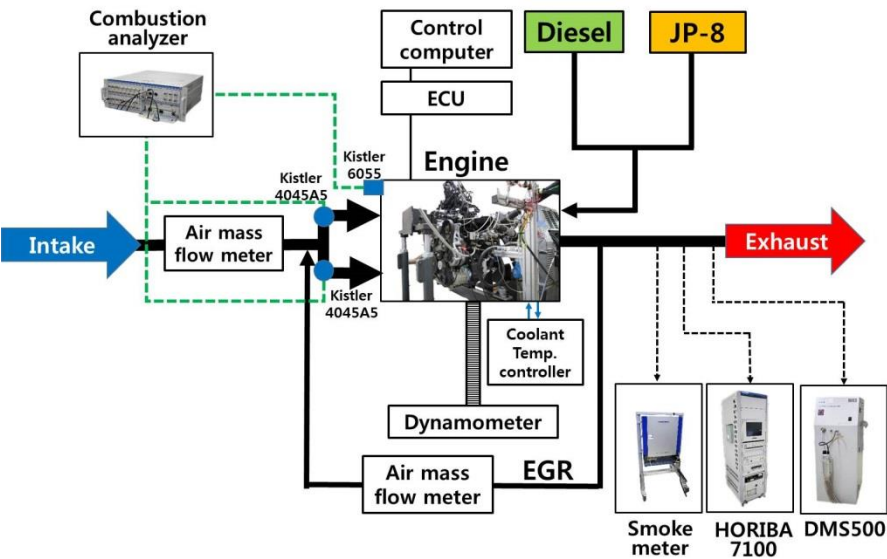 Combustion
analyzer
Control
computer
Diesel
JP-8
ECU
Kistler
6055
Engine
Kistler
4045A5
Intake
Air mass
flow meter
Exhaust
Kistler
4045A5
Coolant
Temp.
controller
Dynamometer
Air mass
flow meter
EGR
Smoke
meter
HORIBA
7100
DMS500